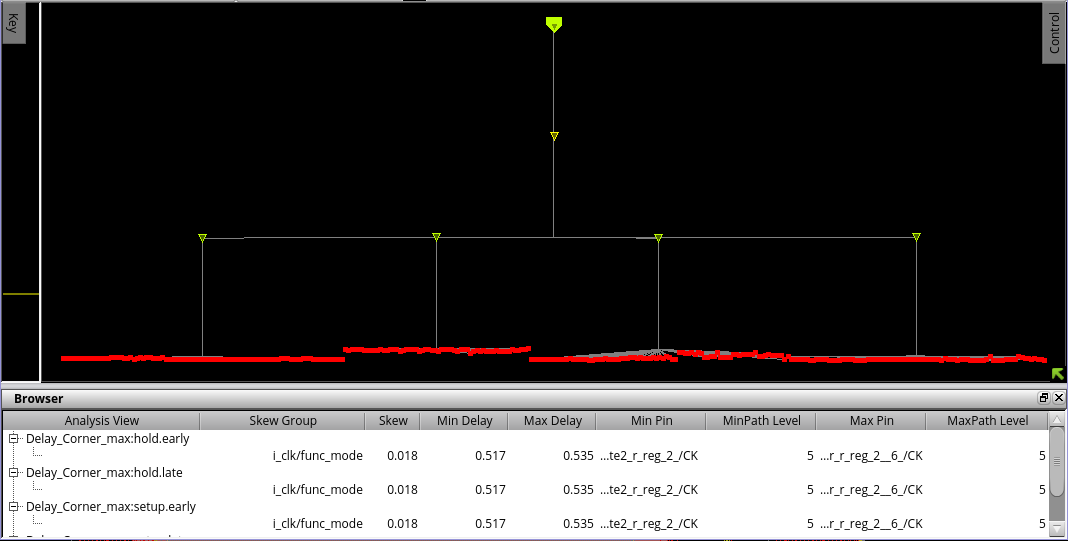 Key
Control
Browser
Analysis View Skew Group Skew Min Delay Max Delay Min Pin MinPath Level Max Pin MaxPath Level
Delay_Corner_max:hold.early
i_clk/func_mode 0.018 0.517 0.535 ...te2_r_reg_2_/CK 5 ...r_r_reg_2__6_/CK 5
Delay_Corner_max:hold.late
i_clk/func_mode 0.018 0.517 0.535 ...te2_r_reg_2_/CK 5 ...r_r_reg_2__6_/CK 5
Delay_Corner_max:setup.early
i_clk/func_mode 0.018 0.517 0.535 ...te2_r_reg_2_/CK 5 ...r_r_reg_2__6_/CK 5